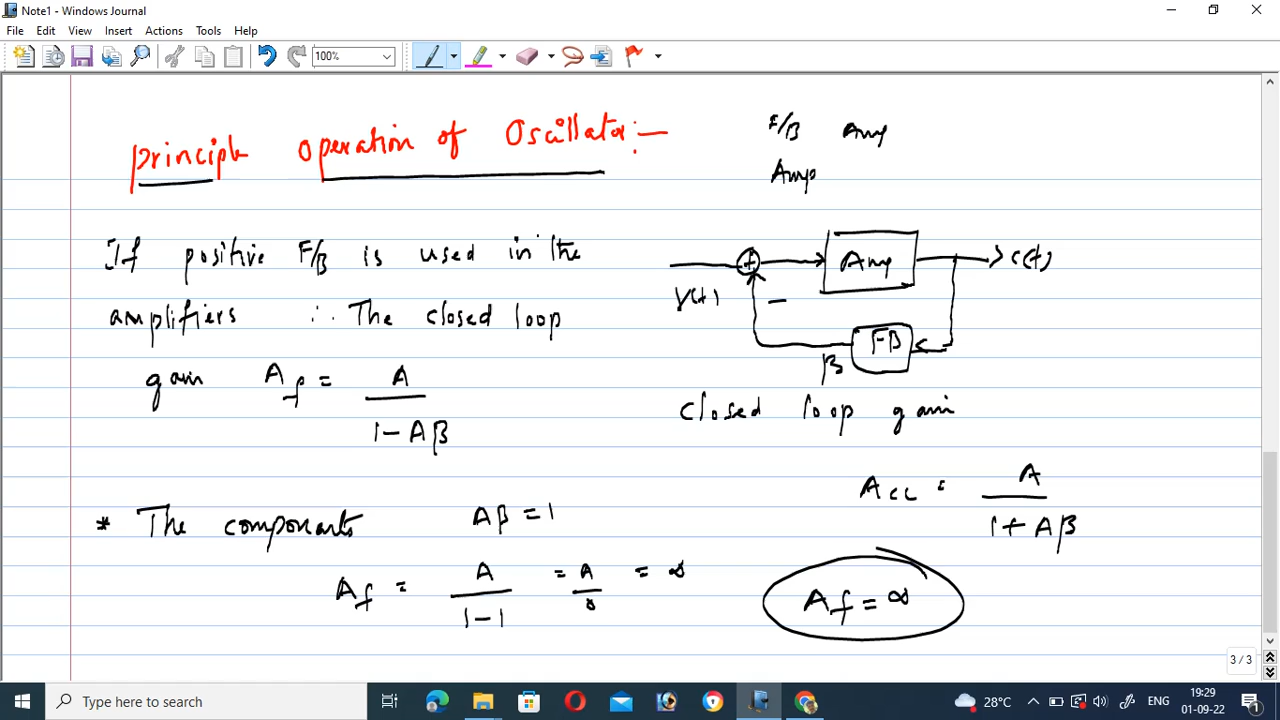 Note1 - Windows Journal
File Edit View Insert Actions Tools Help
100%
principle operation of Oscillator:-
F/B Amp
Amp
If positive F/B is used in the
amplifiers ∴ The closed loop
gain Af = A / 1-Aβ
+ Amp c(t)
r(t) -
FB
β
closed loop gain
ACL = A / 1+Aβ
* The components Aβ = 1
Af = A / 1-1 = A / 0 = ∞
Af = ∞
3 / 3
Type here to search
28°C ENG 19:29
01-09-22
1